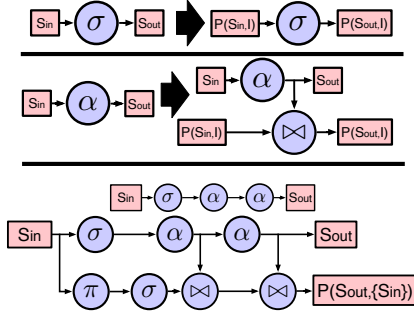 Sin σ Sout P(Sin,I) σ P(Sout,I)
Sin α Sout
Sin α Sout
P(Sin,I) ⋈ P(Sout,I)
Sin σ α α Sout
Sin σ α α Sout
π σ ⋈ ⋈ P(Sout,{Sin})